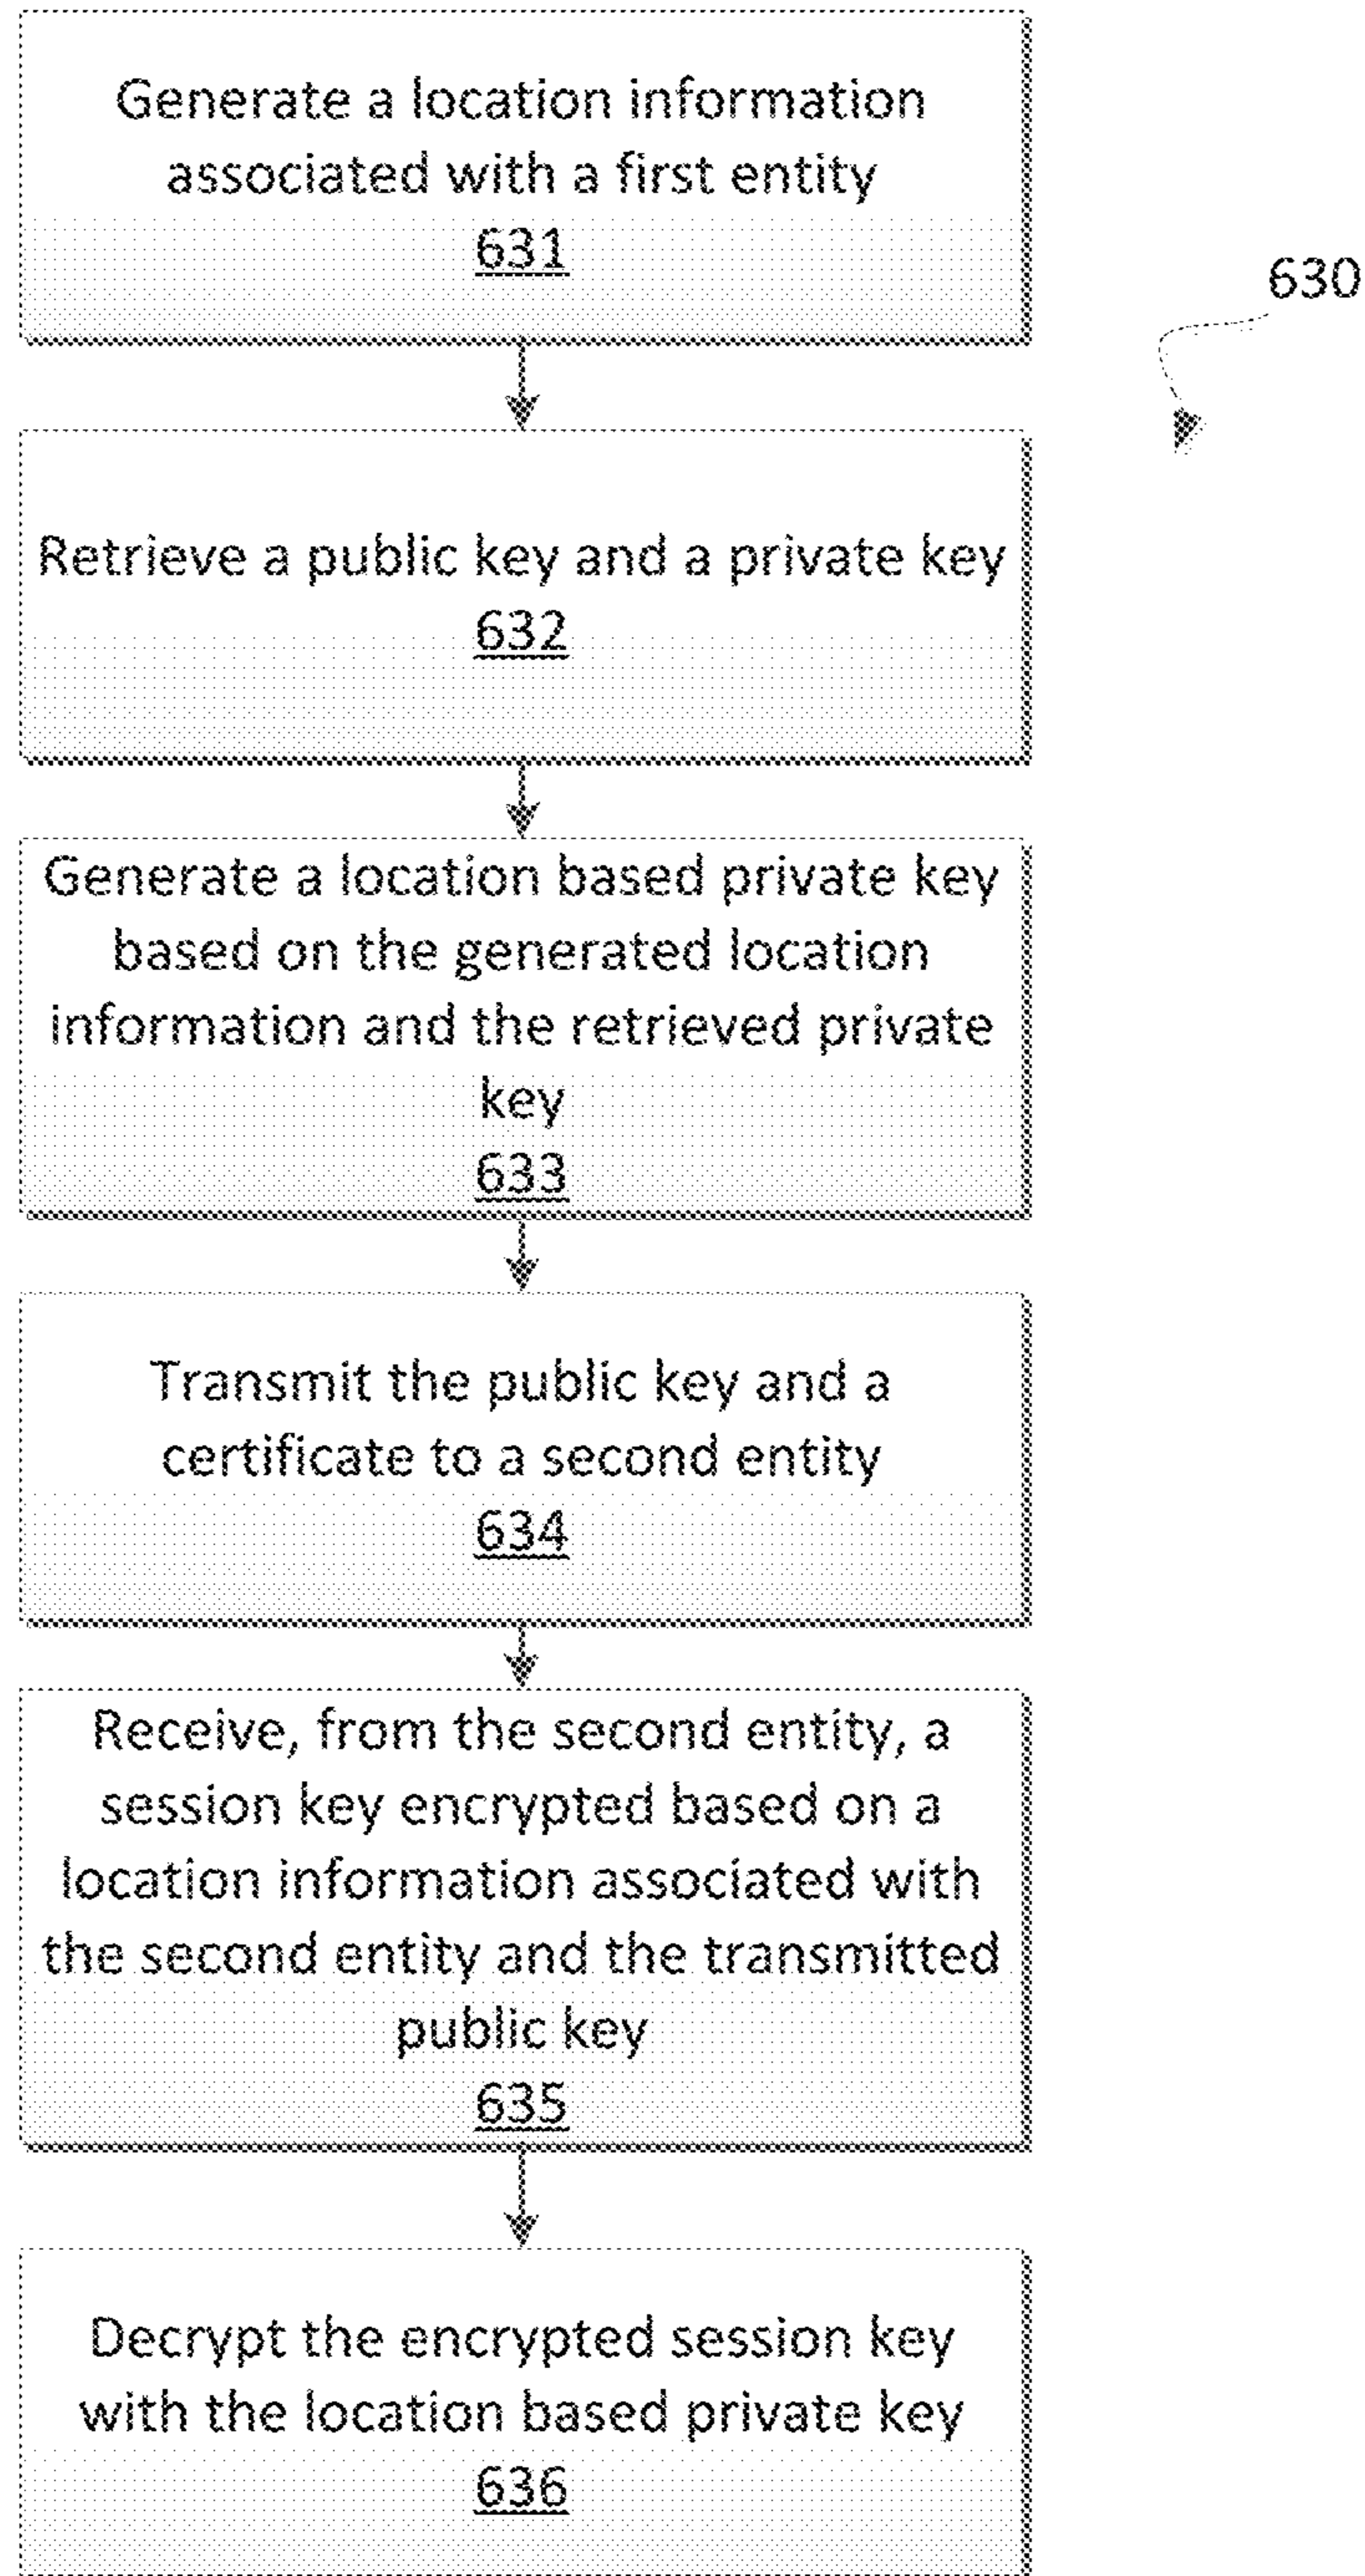 Generate a location information
associated with a first entity
631
630
Retrieve a public key and a private key
632
Generate a location based private key
based on the generated location
information and the retrieved private
key
633
Transmit the public key and a
certificate to a second entity
634
Receive, from the second entity, a
session key encrypted based on a
location information associated with
the second entity and the transmitted
public key
635
Decrypt the encrypted session key
with the location based private key
636